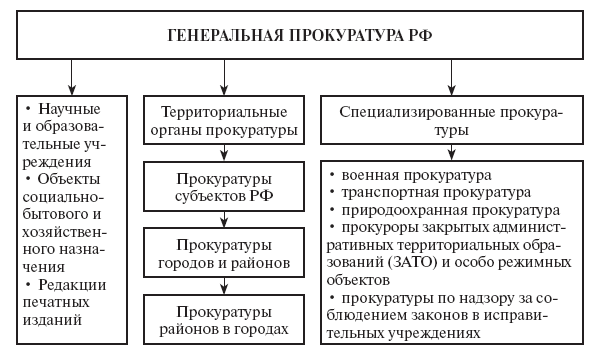 ГЕНЕРАЛЬНАЯ ПРОКУРАТУРА РФ
• Научные
и образова-
тельные уч-
реждения
• Объекты
социально-
бытового и
хозяйствен-
ного назна-
чения
• Редакции
печатных
изданий
Территориальные
органы прокуратуры
Прокуратуры
субъектов РФ
Прокуратуры
городов и районов
Прокуратуры
районов в городах
Специализированные прокура-
туры
• военная прокуратура
• транспортная прокуратура
• природоохранная прокуратура
• прокуроры закрытых админист-
ративных территориальных обра-
зований (ЗАТО) и особо режимных
объектов
• прокуратуры по надзору за со-
блюдением законов в исправи-
тельных учреждениях